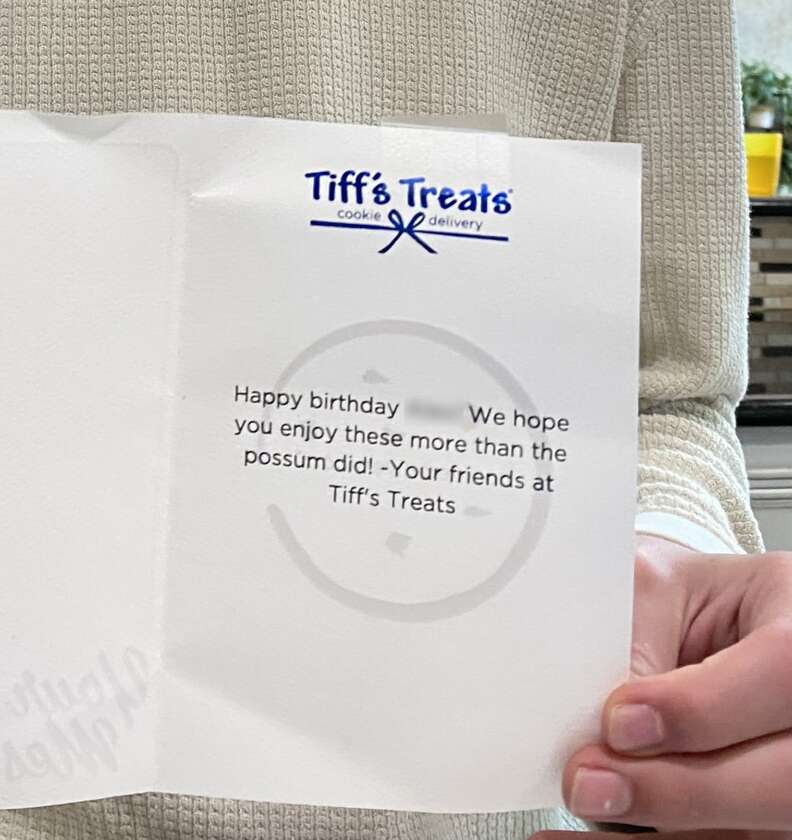 Tiff's Treats
cookie delivery
Happy birthday We hope
you enjoy these more than the
possum did! -Your friends at
Tiff's Treats
Your